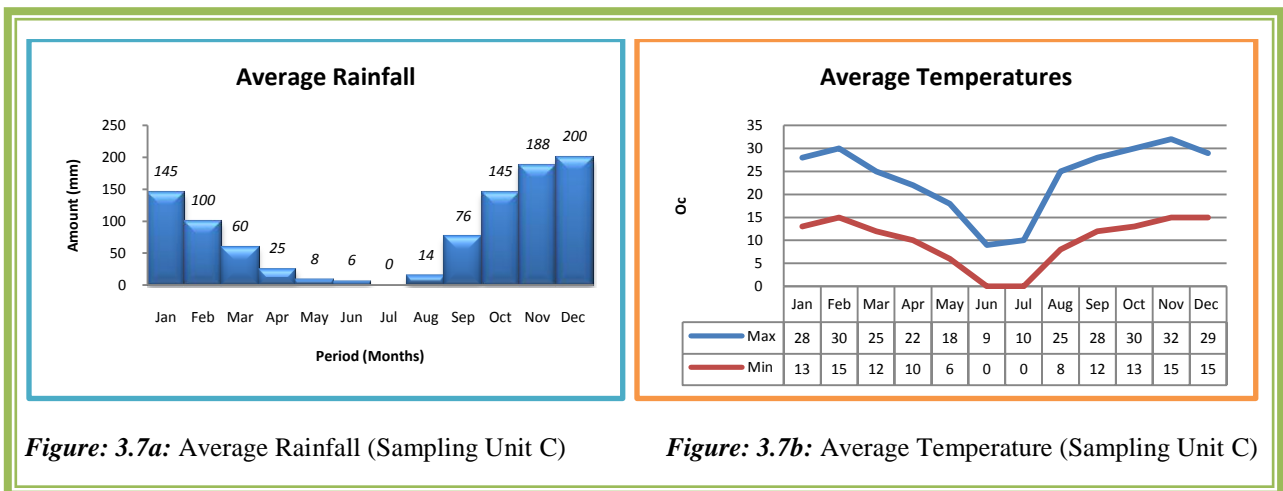 Average Rainfall
Amount (mm)
250
200
150
100
50
0
145
100
60
25
8
6
0
14
76
145
188
200
Jan Feb Mar Apr May Jun Jul Aug Sep Oct Nov Dec
Period (Months)
Average Temperatures
Oc
35
30
25
20
15
10
5
0
Jan Feb Mar Apr May Jun Jul Aug Sep Oct Nov Dec
Max 28 30 25 22 18 9 10 25 28 30 32 29
Min 13 15 12 10 6 0 0 8 12 13 15 15
Figure: 3.7a: Average Rainfall (Sampling Unit C)
Figure: 3.7b: Average Temperature (Sampling Unit C)